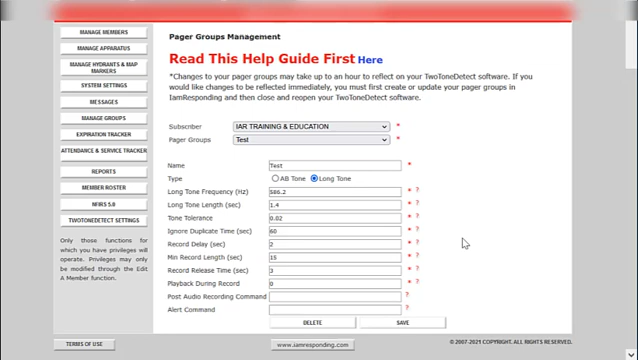 MANAGE MEMBERS
MANAGE APPARATUS
MANAGE HYDRANTS & MAP
MARKERS
SYSTEM SETTINGS
MESSAGES
MANAGE GROUPS
EXPIRATION TRACKER
ATTENDANCE & SERVICE TRACKER
REPORTS
MEMBER ROSTER
NFIRS 5.0
TWOTONEDETECT SETTINGS
Only those functions for
which you have privileges will
operate. Privileges may only
be modified through the Edit
A Member function.
Pager Groups Management
Read This Help Guide First Here
*Changes to your pager groups may take up to an hour to reflect on your TwoToneDetect software. If you
would like changes to be reflected immediately, you must first create or update your pager groups in
IamResponding and then close and reopen your TwoToneDetect software.
Subscriber IAR TRAINING & EDUCATION *
Pager Groups Test *
Name Test *
Type AB Tone Long Tone
Long Tone Frequency (Hz) 586.2 * ?
Long Tone Length (sec) 1.4 * ?
Tone Tolerance 0.02 * ?
Ignore Duplicate Time (sec) 60 * ?
Record Delay (sec) 2 * ?
Min Record Length (sec) 15 * ?
Record Release Time (sec) 3 * ?
Playback During Record 0 * ?
Post Audio Recording Command ?
Alert Command ?
DELETE SAVE
TERMS OF USE www.iamresponding.com © 2007-2021 COPYRIGHT. ALL RIGHTS RESERVED.